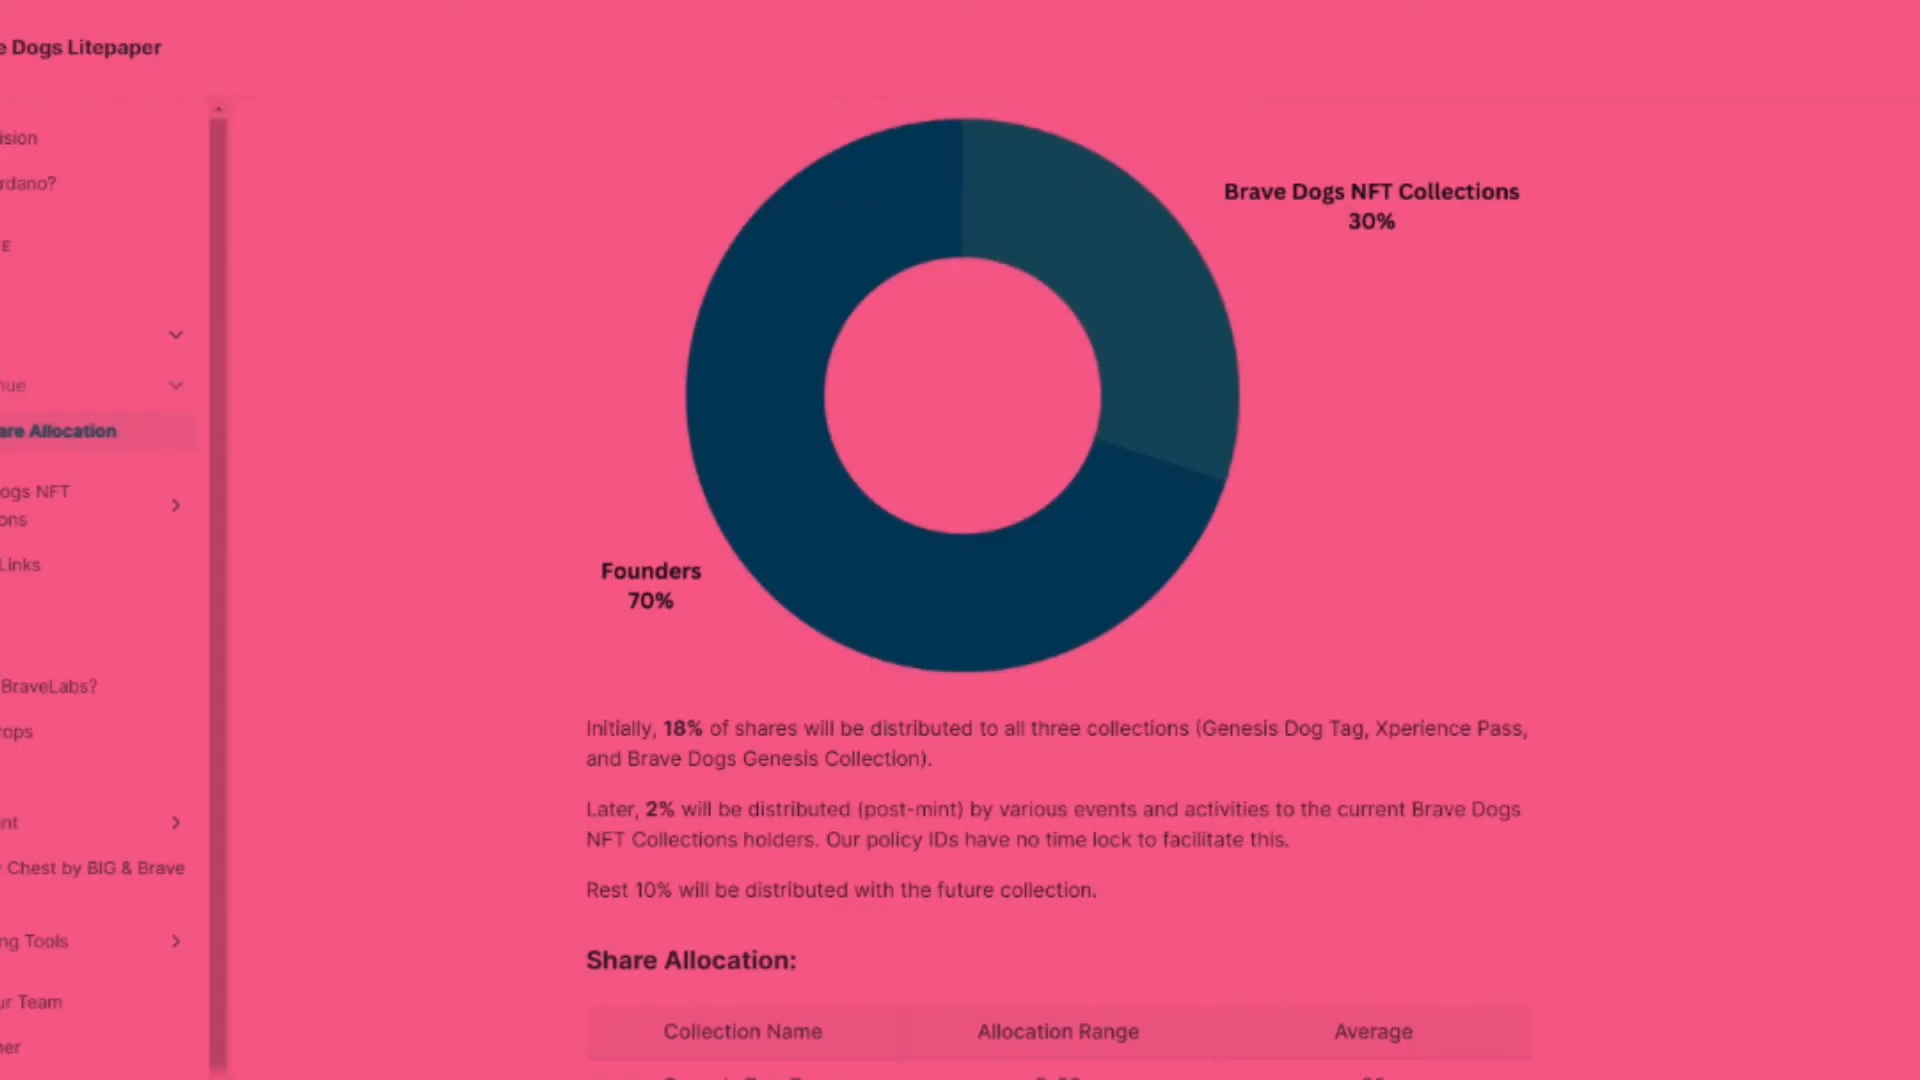 e Dogs Litepaper
ision
rdano?
E
nue
are Allocation
ogs NFT
ons
Links
BraveLabs?
rops
nt
Chest by BIG & Brave
ng Tools
ur Team
ner
Brave Dogs NFT Collections
30%
Founders
70%
Initially, 18% of shares will be distributed to all three collections (Genesis Dog Tag, Xperience Pass,
and Brave Dogs Genesis Collection).
Later, 2% will be distributed (post-mint) by various events and activities to the current Brave Dogs
NFT Collections holders. Our policy IDs have no time lock to facilitate this.
Rest 10% will be distributed with the future collection.
Share Allocation:
Collection Name Allocation Range Average